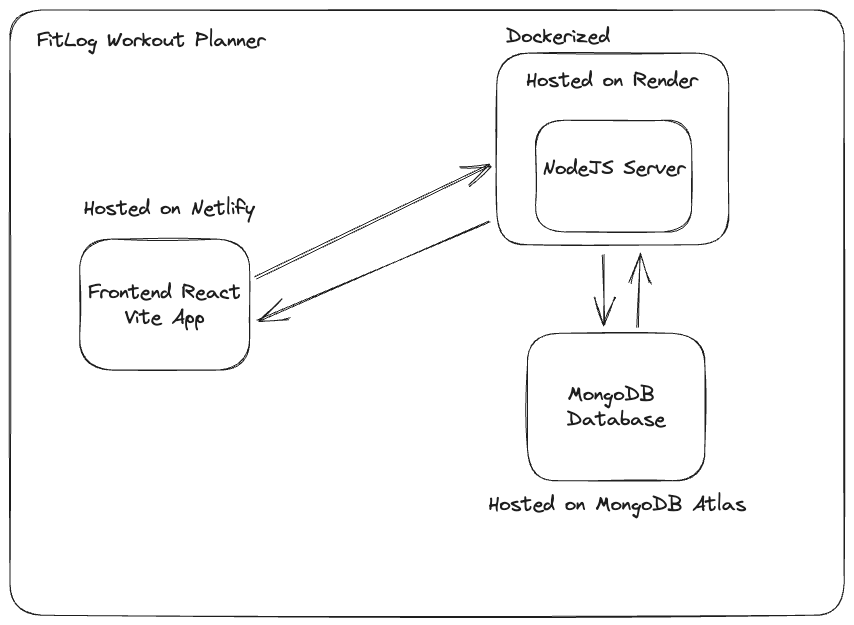 FitLog Workout Planner
Dockerized
Hosted on Render
NodeJS Server
Hosted on Netlify
Frontend React
Vite App
MongoDB
Database
Hosted on MongoDB Atlas